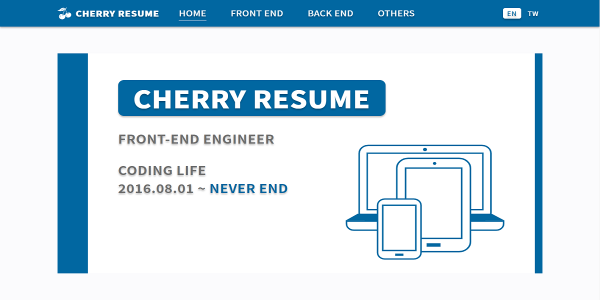 CHERRY RESUME HOME FRONT END BACK END OTHERS EN TW
CHERRY RESUME
FRONT-END ENGINEER
CODING LIFE
2016.08.01 ~ NEVER END